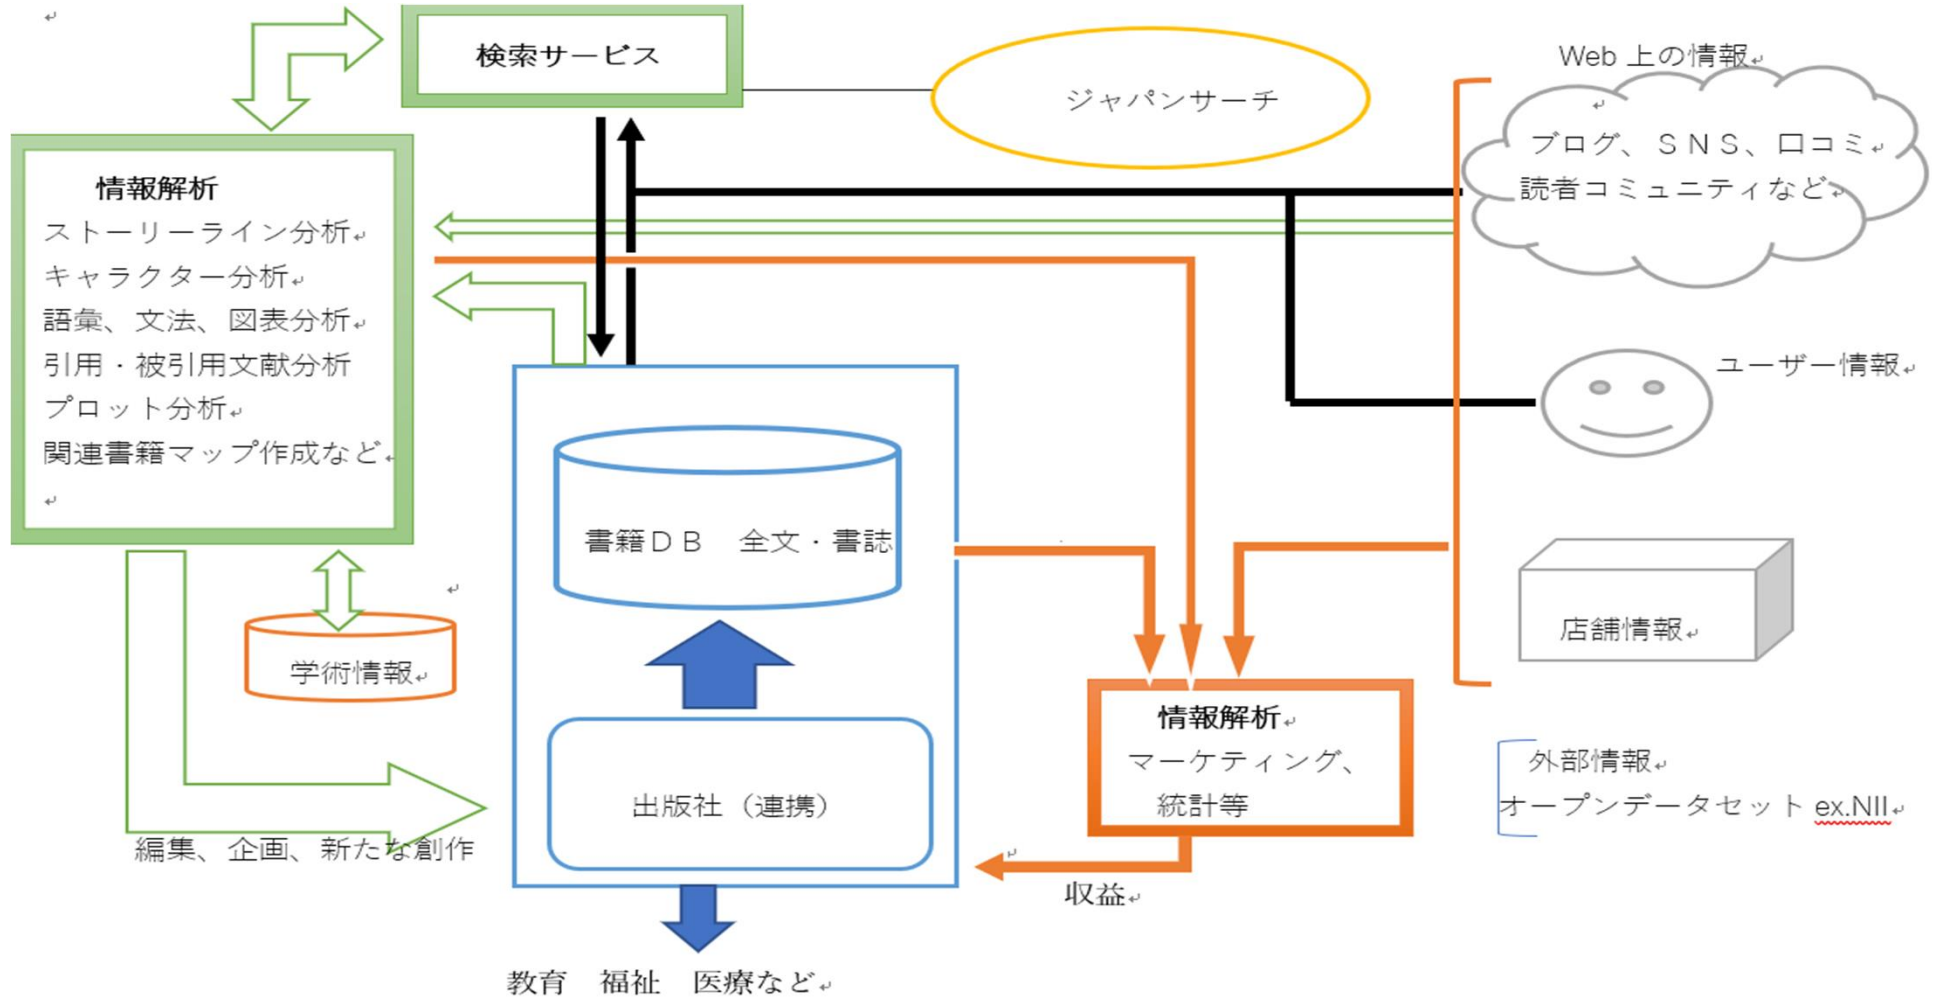 検索サービス
ジャパンサーチ
Web 上の情報
ブログ、ＳＮＳ、口コミ
読者コミュニティなど
情報解析
ストーリーライン分析
キャラクター分析
語彙、文法、図表分析
引用・被引用文献分析
プロット分析
関連書籍マップ作成など
ユーザー情報
書籍ＤＢ　全文・書誌
店舗情報
学術情報
情報解析
マーケティング、
統計等
外部情報
オープンデータセット ex.NII
出版社（連携）
編集、企画、新たな創作
収益
教育　福祉　医療など